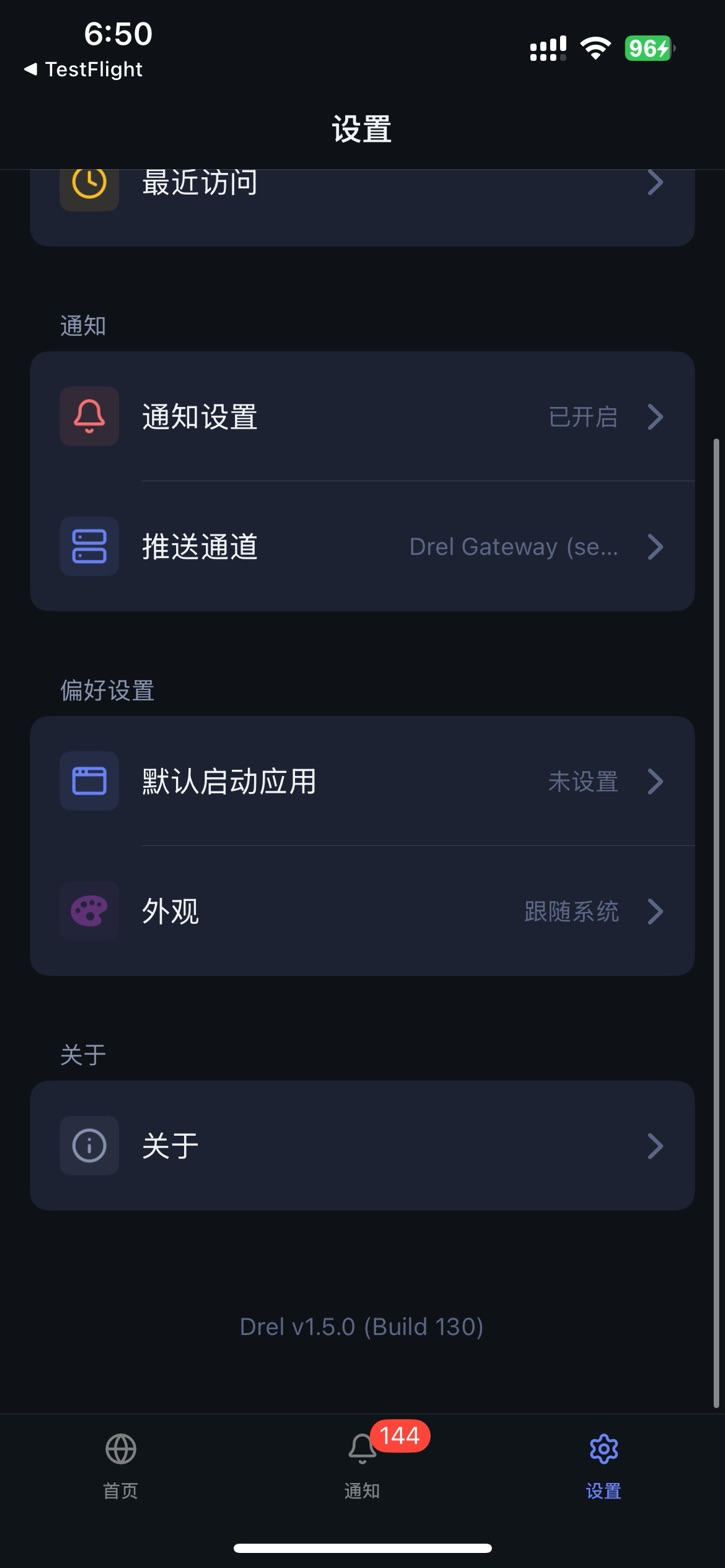 6:50
96
◀ TestFlight
设置
最近访问
通知
通知设置
已开启
推送通道
Drel Gateway (se...
偏好设置
默认启动应用
未设置
外观
跟随系统
关于
关于
Drel v1.5.0 (Build 130)
144
首页
通知
设置